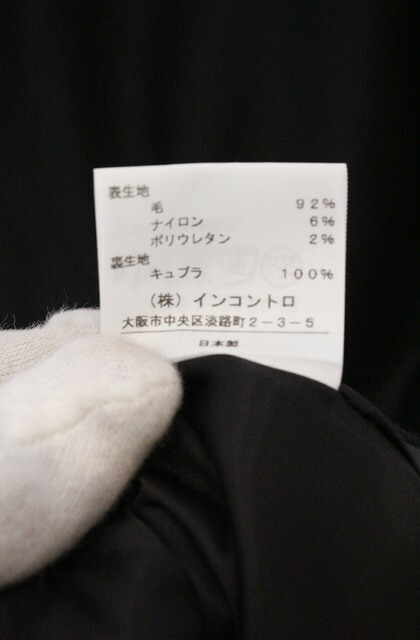 表生地
毛 92%
ナイロン 6%
ポリウレタン 2%
裏生地
キュプラ 100%
(株)インコントロ
大阪市中央区淡路町2-3-5
日本製